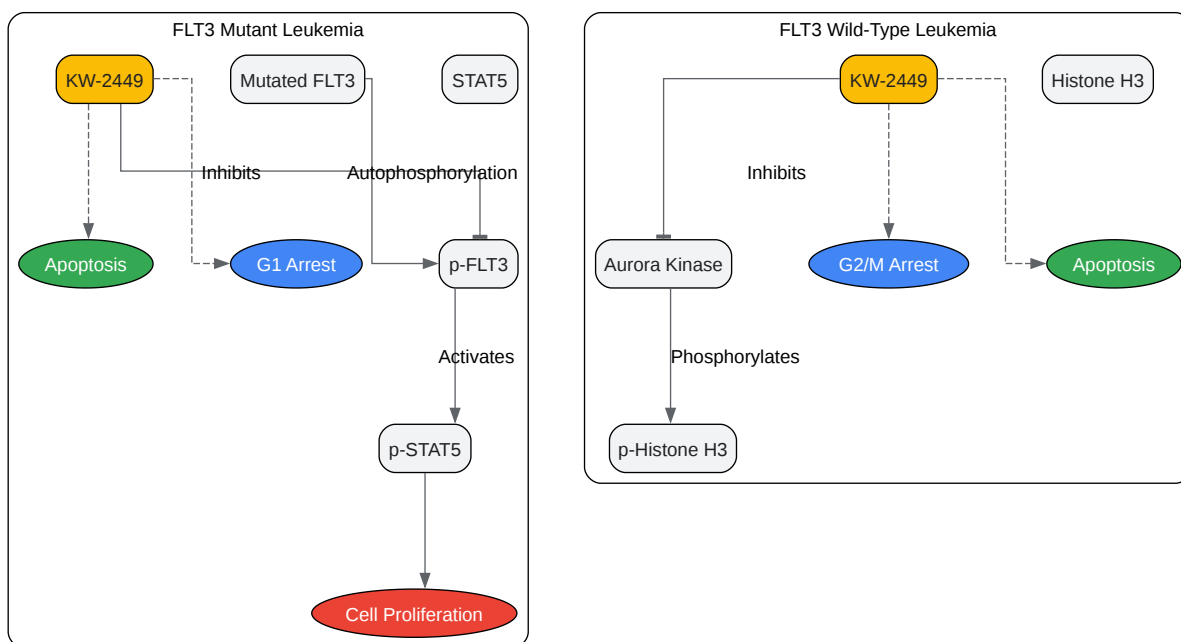 FLT3 Mutant Leukemia
KW-2449
Mutated FLT3
STAT5
Inhibits
Autophosphorylation
Apoptosis
G1 Arrest
p-FLT3
Activates
p-STAT5
Cell Proliferation
FLT3 Wild-Type Leukemia
KW-2449
Histone H3
Inhibits
Aurora Kinase
G2/M Arrest
Apoptosis
Phosphorylates
p-Histone H3